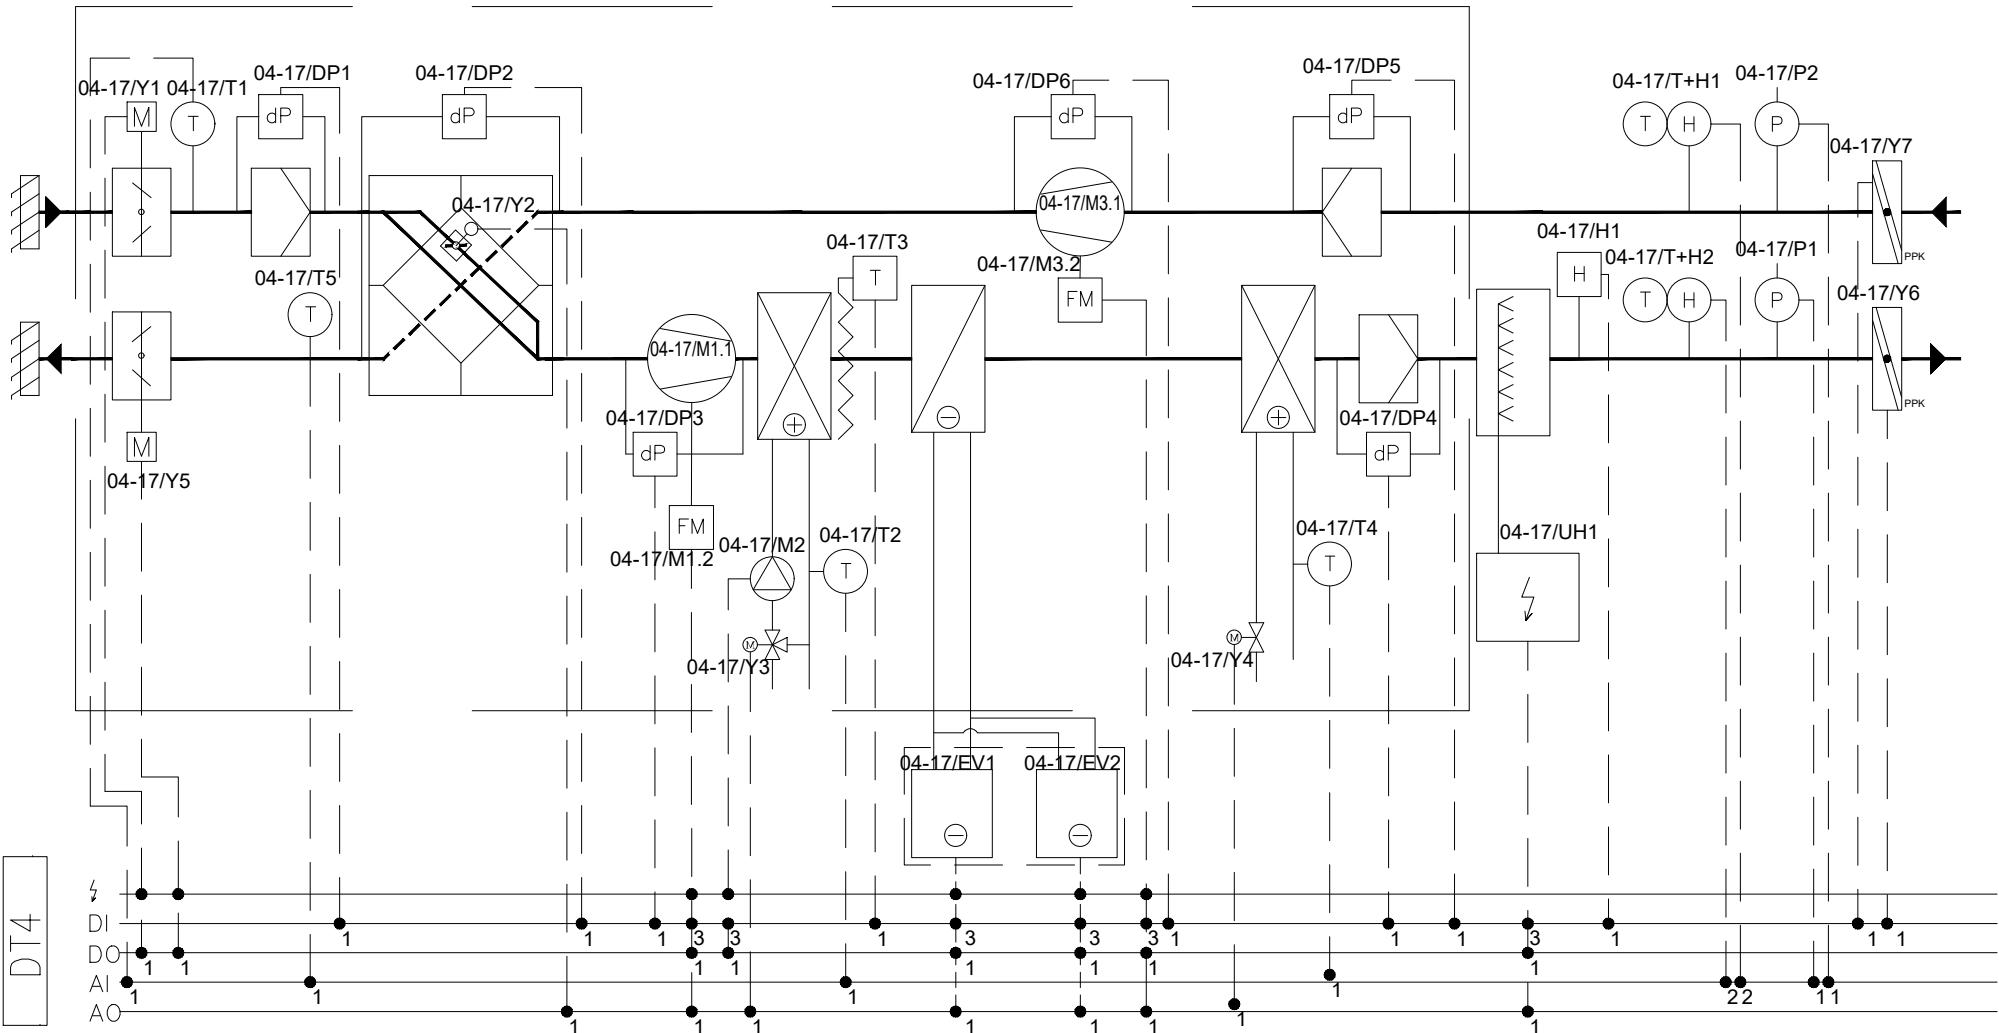 04-17/DP1
04-17/DP2
04-17/DP6
04-17/DP5
04-17/T+H1
04-17/P2
04-17/Y1
04-17/T1
M
T
dP
dP
dP
dP
T
H
P
04-17/Y7
04-17/Y2
04-17/M3.1
04-17/T3
04-17/H1
04-17/T5
04-17/M3.2
04-17/T+H2
04-17/P1
PPK
T
H
T
FM
T
H
P
04-17/Y6
04-17/M1.1
PPK
04-17/DP3
04-17/DP4
M
dP
dP
04-17/Y5
FM
04-17/M1.2
04-17/M2
04-17/T2
04-17/T4
04-17/UH1
T
T
M
M
04-17/Y3
04-17/Y4
04-17/EV1
04-17/EV2
DT4
DI
1 1 1 3 3 1 3 3 3 1 1 1 3 1 1 1
DO
1 1 1 1 1 1 1 1
AI
1 1 1 1 2 2 1 1
AO
1 1 1 1 1 1 1 1